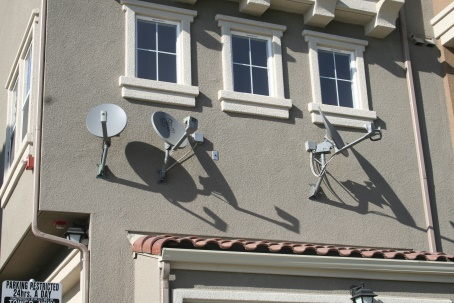 PARKING RESTRICTED
24hrs. A DAY